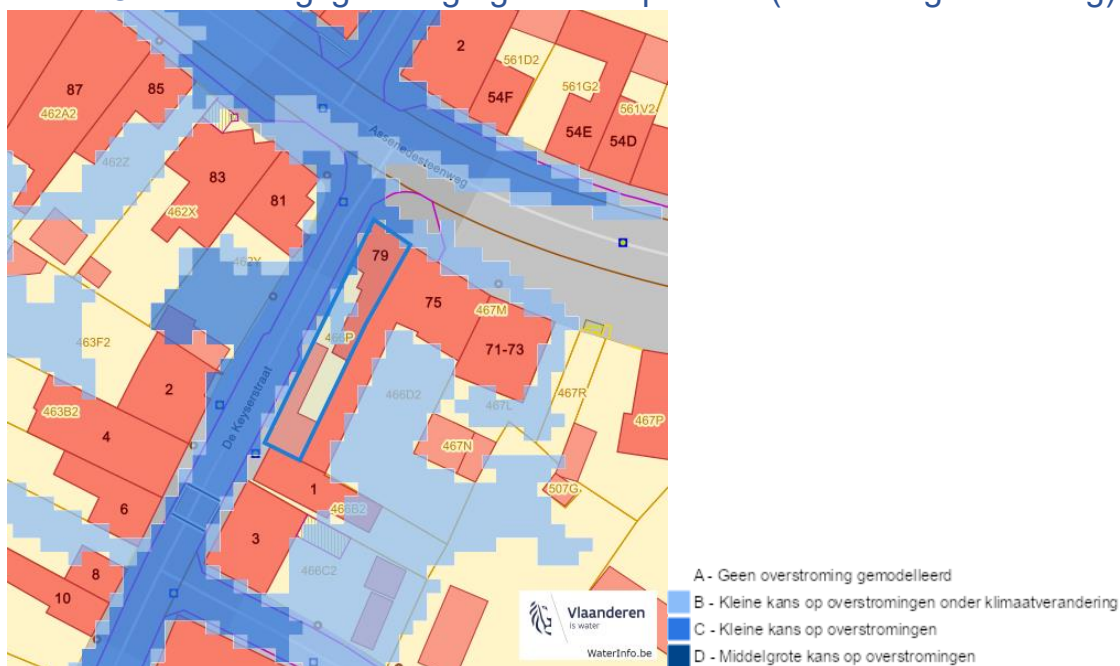 2
561D2
87
85
54F
561G2
561V2
462A2
54E
54D
Assenedesteenweg
462Z
83
462X
81
462Y
79
75
467M
466P
71-73
463F2
2
466D2
467L
467R
467P
463B2
4
De Keyserstraat
467N
1
507G
6
466B2
3
8
466C2
10
Vlaanderen
is water
WaterInfo.be
A - Geen overstroming gemodelleerd
B - Kleine kans op overstromingen onder klimaatverandering
C - Kleine kans op overstromingen
D - Middelgrote kans op overstromingen